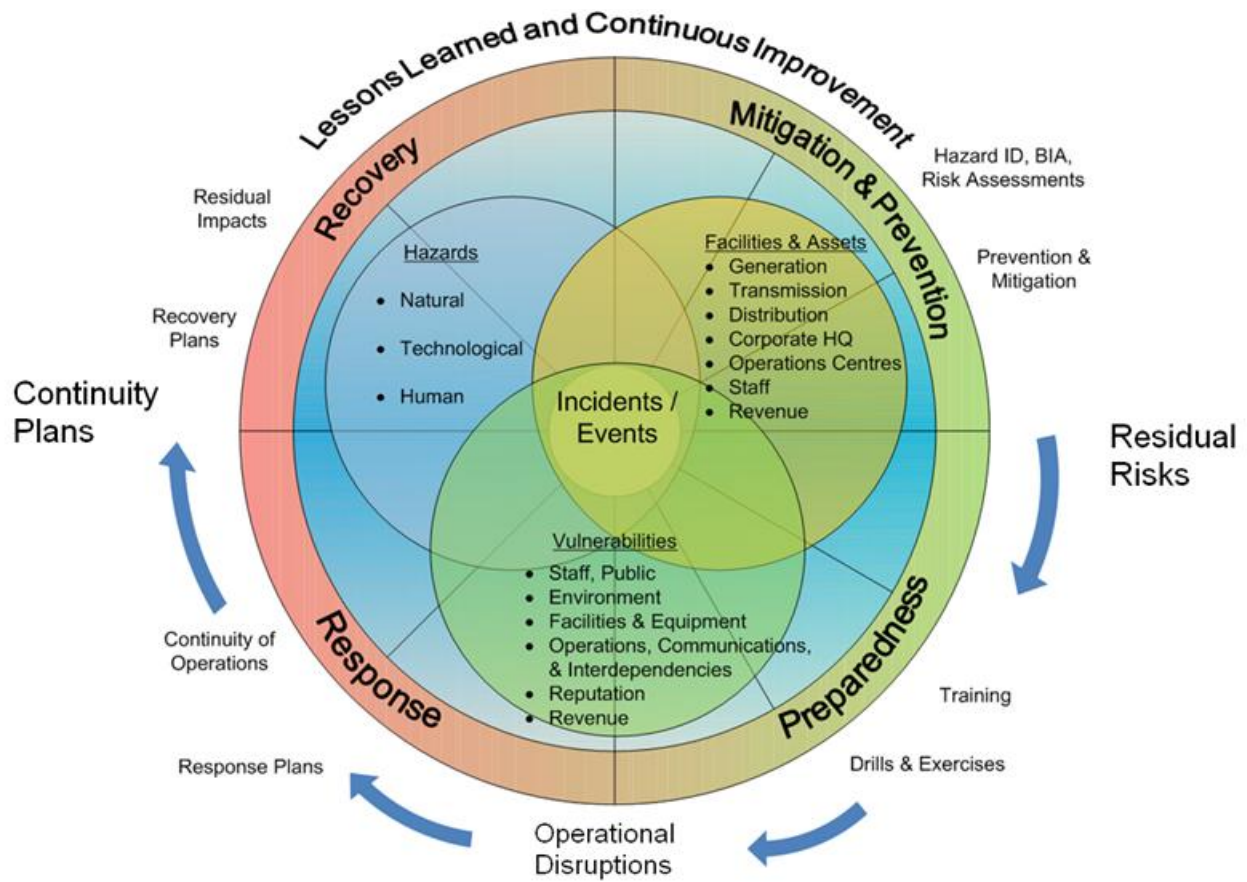 Lessons Learned and Continuous Improvement
Recovery
Mitigation & Prevention
Hazard ID, BIA,
Risk Assessments
Prevention &
Mitigation
Residual
Impacts
Recovery
Plans
Hazards
• Natural
• Technological
• Human
Facilities & Assets
• Generation
• Transmission
• Distribution
• Corporate HQ
• Operations Centres
• Staff
• Revenue
Incidents /
Events
Continuity
Plans
Residual
Risks
Vulnerabilities
• Staff, Public
• Environment
• Facilities & Equipment
• Operations, Communications,
& Interdependencies
• Reputation
• Revenue
Response
Preparedness
Continuity of
Operations
Training
Response Plans
Drills & Exercises
Operational
Disruptions